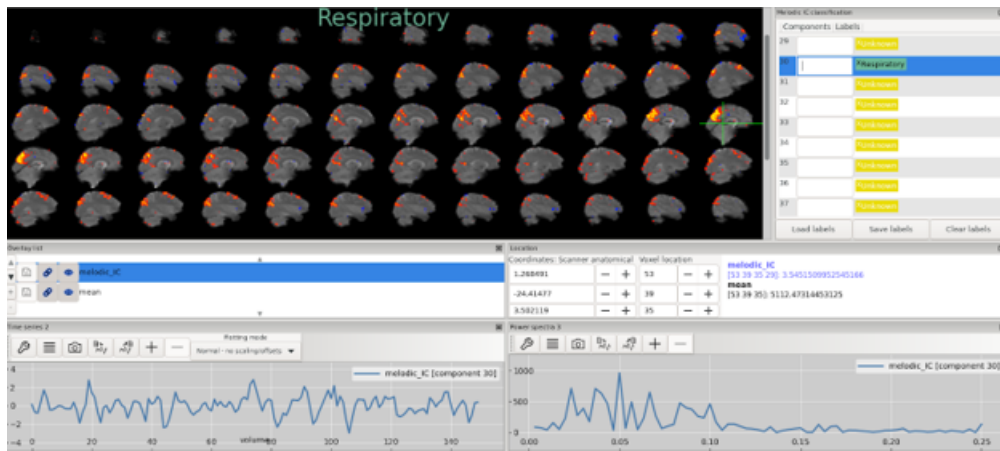 Respiratory
Melodic IC classification
Components Labels
29 Unknown
30 Respiratory
31 Unknown
32 Unknown
33 Unknown
34 Unknown
35 Unknown
36 Unknown
37 Unknown
Load labels Save labels Clear labels
Overlay list
melodic_IC
mean
Location
Coordinates: Scanner anatomical Voxel location
1.268491 53
-24.41477 39
3.502119 35
melodic_IC
[53 39 35 29]: 3.5451509952545166
mean
[53 39 35]: 5112.47314453125
Time series 2
Plotting mode
Normal - no scaling/offsets
melodic_IC [component 30]
4
2
0
-2
-4
0 20 40 60 80 100 120 140
volume
Power spectra 3
melodic_IC [component 30]
1000
500
0
0.00 0.05 0.10 0.15 0.20 0.25